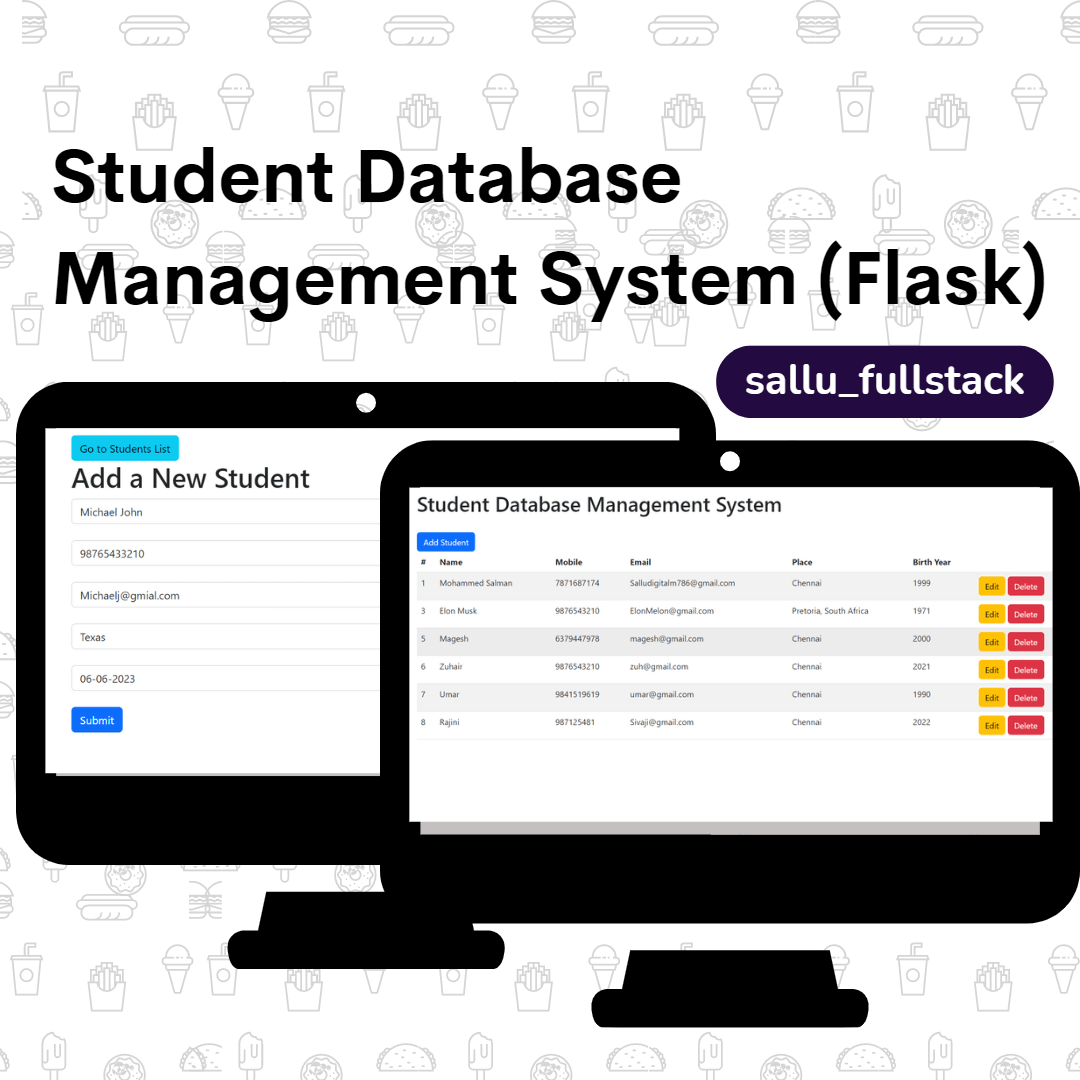 Student Database
Management System (Flask)
sallu_fullstack
Go to Students List
Add a New Student
Michael John
98765433210
Michaelj@gmial.com
Texas
06-06-2023
Submit
Student Database Management System
Add Student
# Name Mobile Email Place Birth Year
1 Mohammed Salman 7871687174 Salludigitalm786@gmail.com Chennai 1999 Edit Delete
3 Elon Musk 9876543210 ElonMelon@gmail.com Pretoria, South Africa 1971 Edit Delete
5 Magesh 6379447978 magesh@gmail.com Chennai 2000 Edit Delete
6 Zuhair 9876543210 zuh@gmail.com Chennai 2021 Edit Delete
7 Umar 9841519619 umar@gmail.com Chennai 1990 Edit Delete
8 Rajini 987125481 Sivaji@gmail.com Chennai 2022 Edit Delete